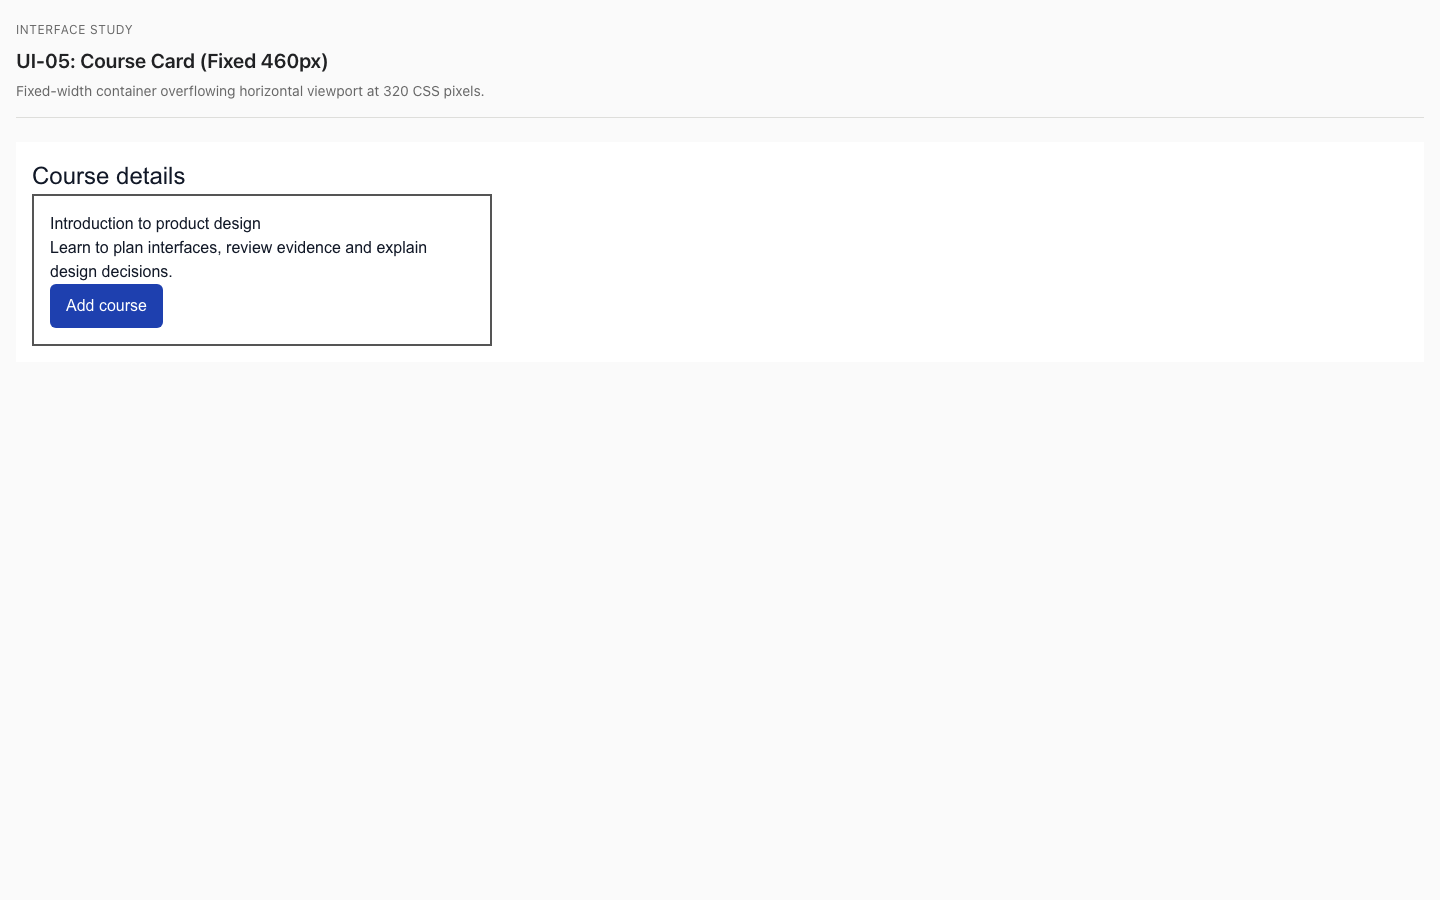 INTERFACE STUDY
UI-05: Course Card (Fixed 460px)
Fixed-width container overflowing horizontal viewport at 320 CSS pixels.
Course details
Introduction to product design
Learn to plan interfaces, review evidence and explain
design decisions.
Add course